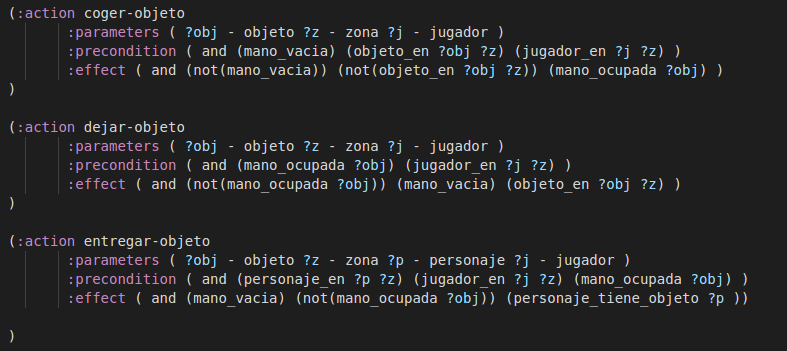 (:action coger-objeto
:parameters ( ?obj - objeto ?z - zona ?j - jugador )
:precondition ( and (mano_vacia) (objeto_en ?obj ?z) (jugador_en ?j ?z) )
:effect ( and (not(mano_vacia)) (not(objeto_en ?obj ?z)) (mano_ocupada ?obj) )
)
(:action dejar-objeto
:parameters ( ?obj - objeto ?z - zona ?j - jugador )
:precondition ( and (mano_ocupada ?obj) (jugador_en ?j ?z) )
:effect ( and (not(mano_ocupada ?obj)) (mano_vacia) (objeto_en ?obj ?z) )
)
(:action entregar-objeto
:parameters ( ?obj - objeto ?z - zona ?p - personaje ?j - jugador )
:precondition ( and (personaje_en ?p ?z) (jugador_en ?j ?z) (mano_ocupada ?obj) )
:effect ( and (mano_vacia) (not(mano_ocupada ?obj)) (personaje_tiene_objeto ?p ))
)